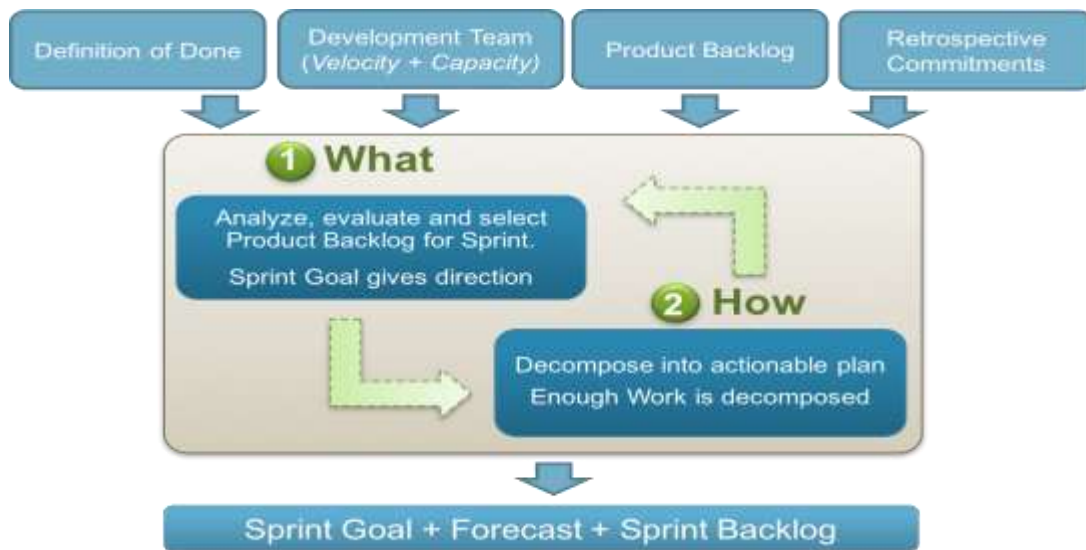 Definition of Done
Development Team
(Velocity + Capacity)
Product Backlog
Retrospective
Commitments
1 What
Analyze, evaluate and select
Product Backlog for Sprint.
Sprint Goal gives direction
2 How
Decompose into actionable plan
Enough Work is decomposed
Sprint Goal + Forecast + Sprint Backlog